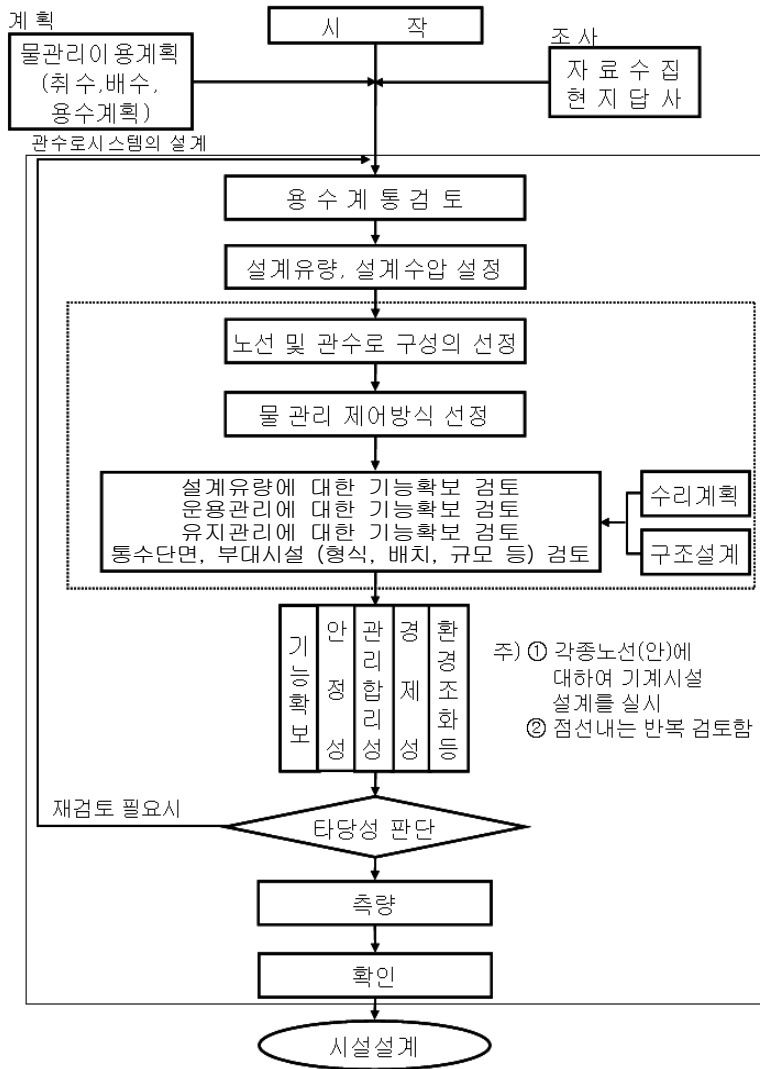 계 획
물관리이용계획
(취수,배수,
용수계획)
시 작
조 사
자 료 수 집
현 지 답 사
관수로시스템의 설계
용 수 계 통 검 토
설계유량, 설계수압 설정
노선 및 관수로 구성의 선정
물 관리 제어방식 선정
설계유량에 대한 기능확보 검토
운용관리에 대한 기능확보 검토
유지관리에 대한 기능확보 검토
통수단면, 부대시설 (형식, 배치, 규모 등) 검토
수리계획
구조설계
기능확보
안정성
관리합리성
경제성
환경조화등
주) ① 각종노선(안)에
대하여 기계시설
설계를 실시
② 점선내는 반복 검토함
재검토 필요시
타당성 판단
측량
확인
시설설계